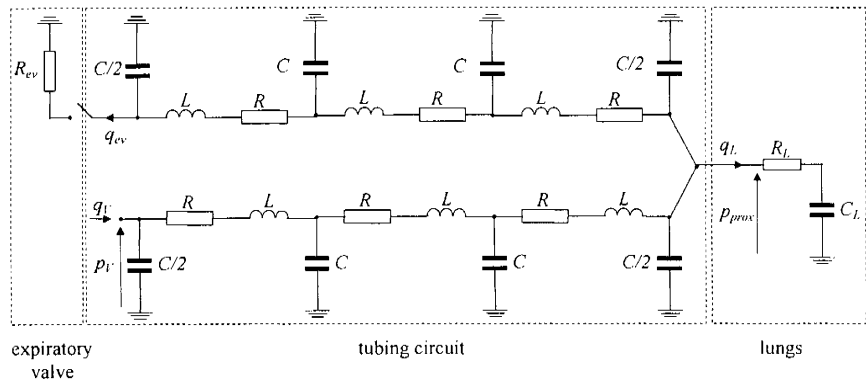 R_ev
C/2
C
C
C/2
L
R
L
R
L
R
q_ev
q_L
R_L
q_V
R
L
R
L
R
L
p_V
C/2
C
C
C/2
p_prox
C_L
expiratory
valve
tubing circuit
lungs